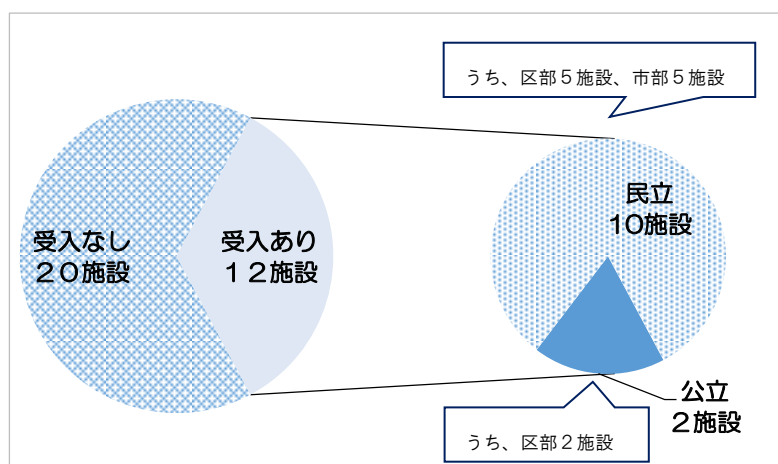 うち、区部５施設、市部５施設
受入なし
２０施設
受入あり
１２施設
民立
10施設
公立
２施設
うち、区部２施設